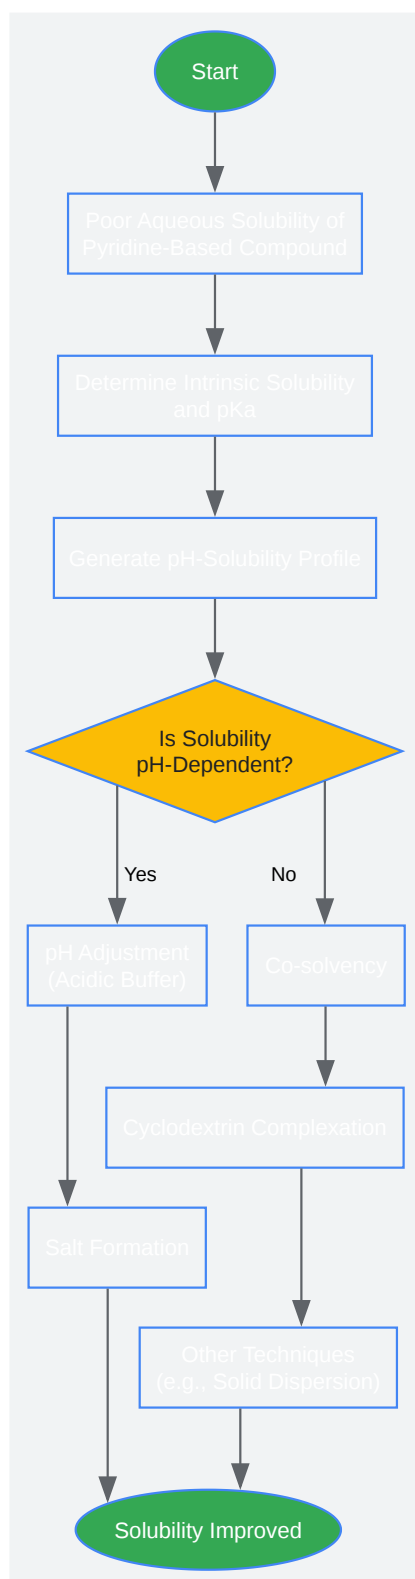 Start
Poor Aqueous Solubility of
Pyridine-Based Compound
Determine Intrinsic Solubility
and pKa
Generate pH-Solubility Profile
Is Solubility
pH-Dependent?
Yes
No
pH Adjustment
(Acidic Buffer)
Co-solvency
Cyclodextrin Complexation
Salt Formation
Other Techniques
(e.g., Solid Dispersion)
Solubility Improved